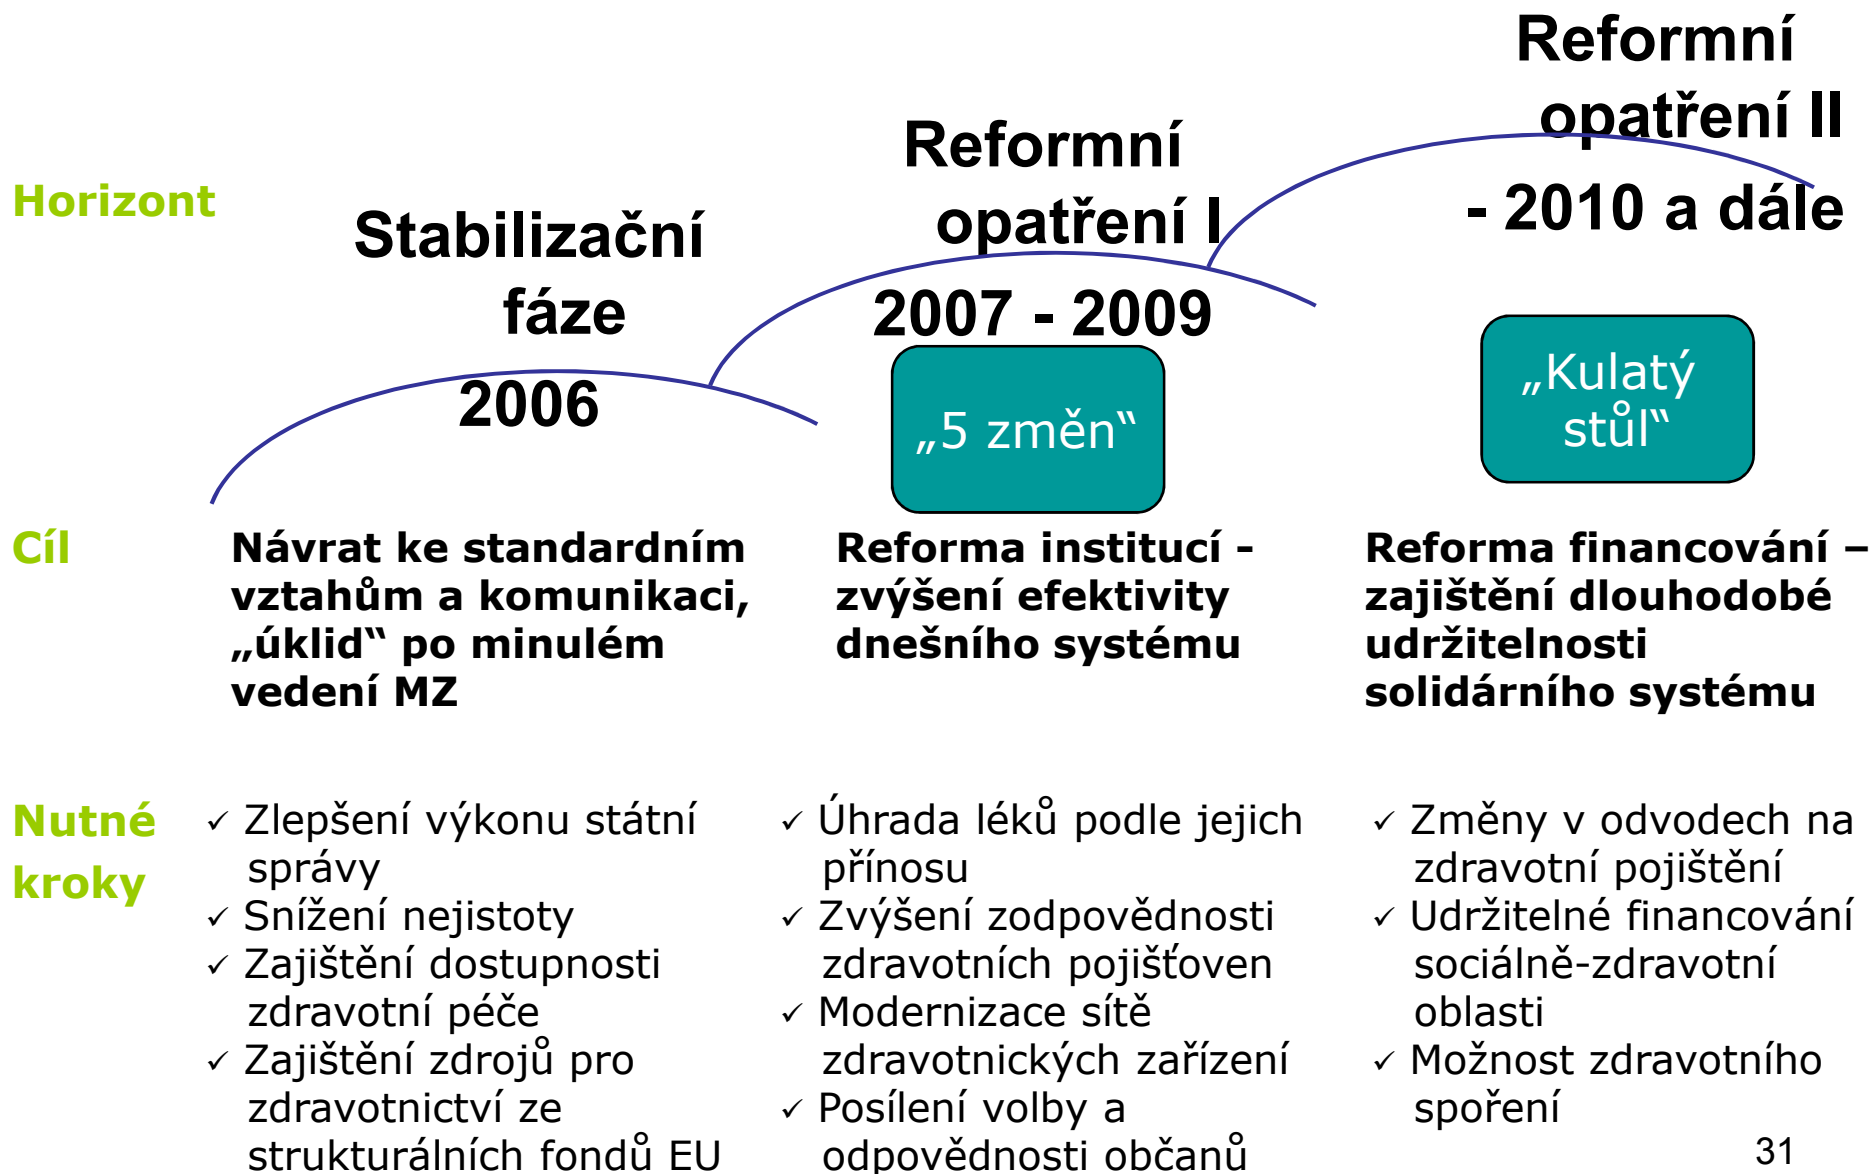 Horizont
Stabilizační
fáze
2006
Reformní
opatření I
2007 - 2009
„5 změn“
Reformní
opatření II
- 2010 a dále
„Kulatý
stůl“
Cíl
Návrat ke standardním
vztahům a komunikaci,
„úklid“ po minulém
vedení MZ
Reforma institucí -
zvýšení efektivity
dnešního systému
Reforma financování –
zajištění dlouhodobé
udržitelnosti
solidárního systému
Nutné
kroky
✓ Zlepšení výkonu státní
správy
✓ Snížení nejistoty
✓ Zajištění dostupnosti
zdravotní péče
✓ Zajištění zdrojů pro
zdravotnictví ze
strukturálních fondů EU
✓ Úhrada léků podle jejich
přínosu
✓ Zvýšení zodpovědnosti
zdravotních pojišťoven
✓ Modernizace sítě
zdravotnických zařízení
✓ Posílení volby a
odpovědnosti občanů
✓ Změny v odvodech na
zdravotní pojištění
✓ Udržitelné financování
sociálně-zdravotní
oblasti
✓ Možnost zdravotního
spoření
31